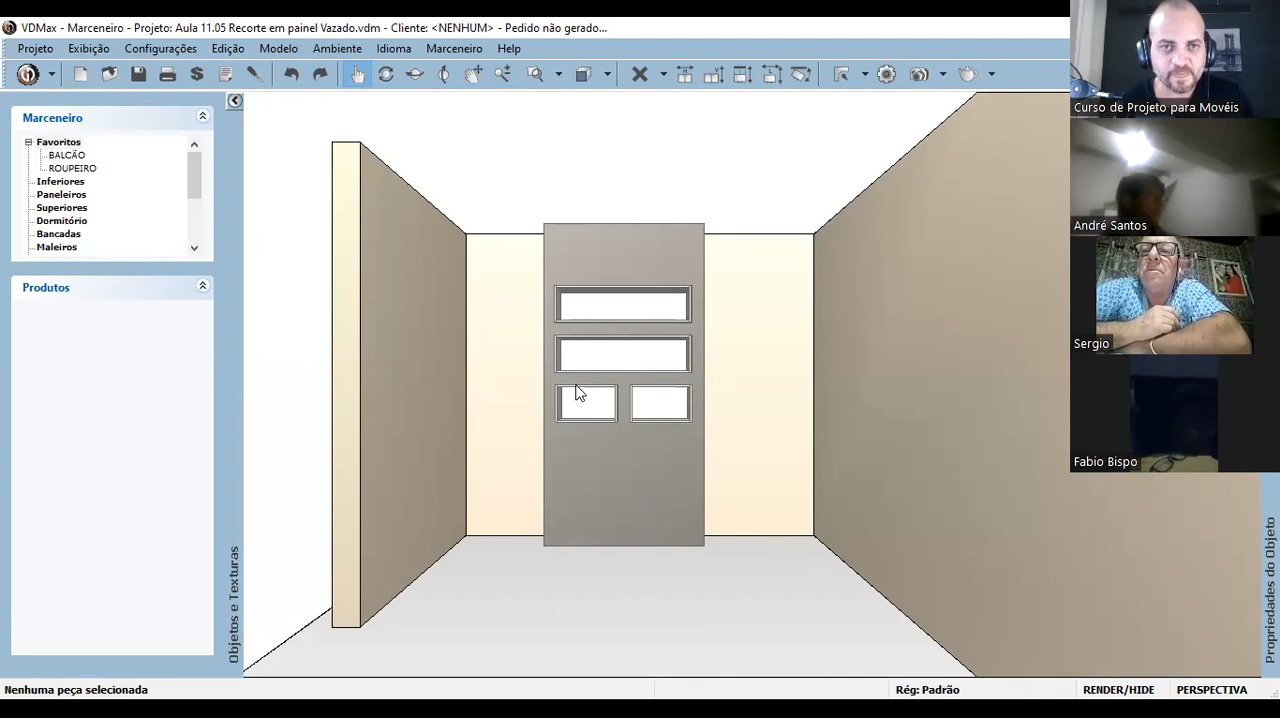 VDMax - Marceneiro - Projeto: Aula 11.05 Recorte em painel Vazado.vdm - Cliente: <NENHUM> - Pedido não gerado...
Projeto Exibição Configurações Edição Modelo Ambiente Idioma Marceneiro Help
Marceneiro
Favoritos
BALCÃO
ROUPEIRO
Inferiores
Paneleiros
Superiores
Dormitório
Bancadas
Maleiros
Produtos
Objetos e Texturas
Curso de Projeto para Movéis
André Santos
Sergio
Fabio Bispo
Propriedades do Objeto
Nenhuma peça selecionada
Rég: Padrão
RENDER/HIDE
PERSPECTIVA